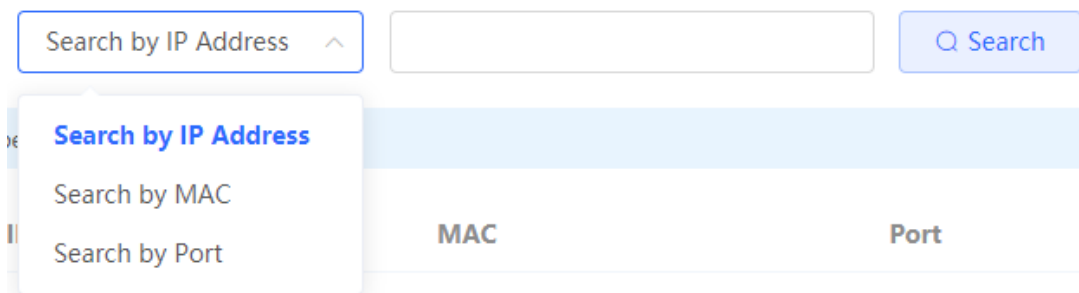 Search by IP Address
Search
Search by IP Address
Search by MAC
Search by Port
MAC
Port